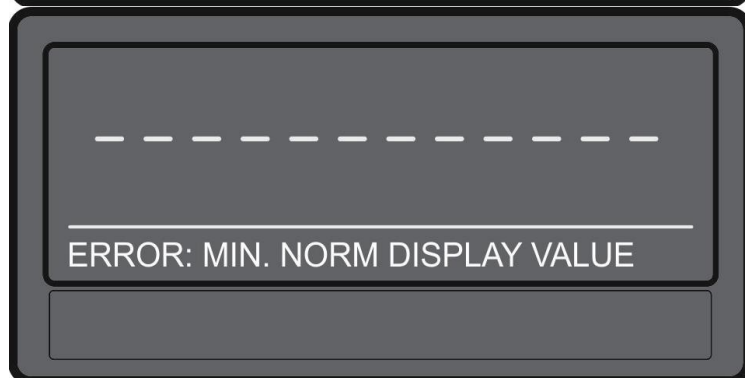 – – – – – – – – – – – –
ERROR: MIN. NORM DISPLAY VALUE